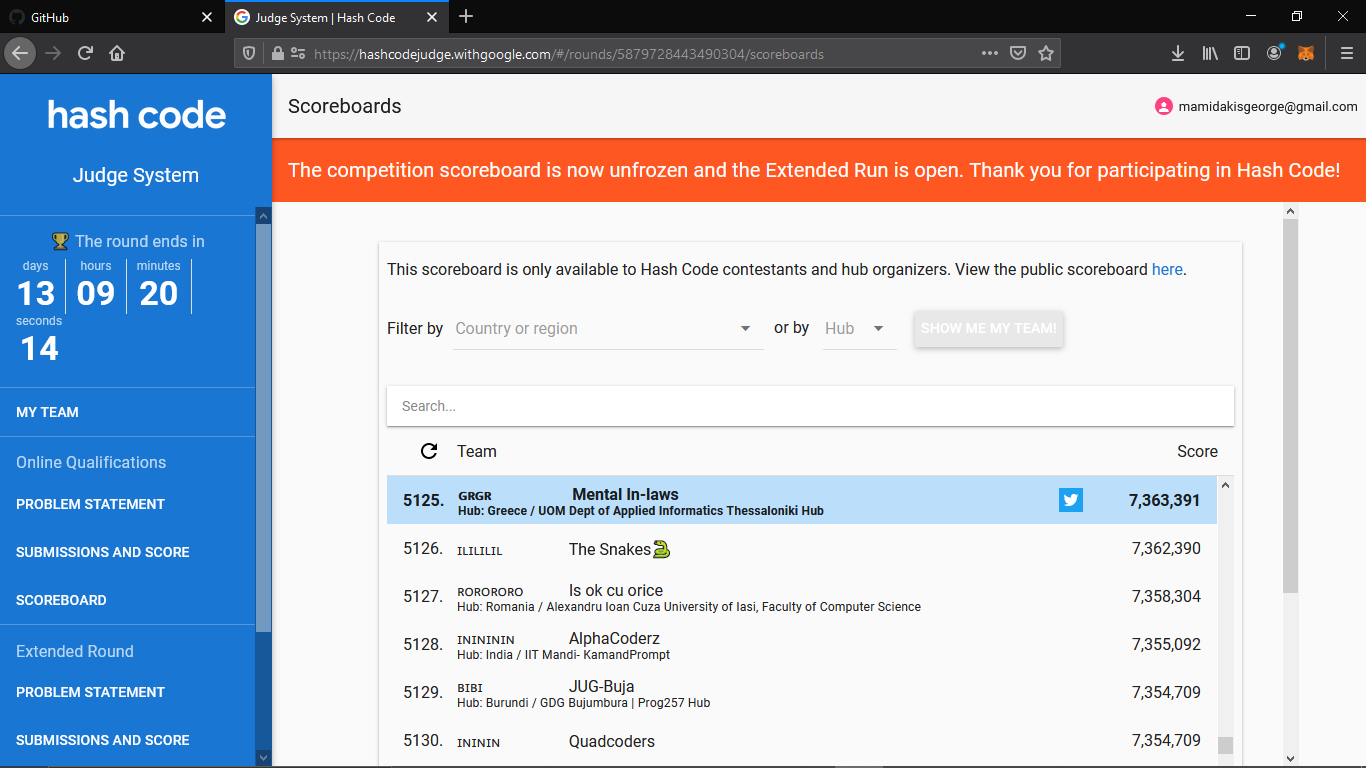 GitHub
Judge System | Hash Code
https://hashcodejudge.withgoogle.com/#/rounds/5879728443490304/scoreboards
hash code
Judge System
Scoreboards
mamidakisgeorge@gmail.com
The competition scoreboard is now unfrozen and the Extended Run is open. Thank you for participating in Hash Code!
🏆 The round ends in
days hours minutes
13 09 20
seconds
14
MY TEAM
Online Qualifications
PROBLEM STATEMENT
SUBMISSIONS AND SCORE
SCOREBOARD
Extended Round
PROBLEM STATEMENT
SUBMISSIONS AND SCORE
This scoreboard is only available to Hash Code contestants and hub organizers. View the public scoreboard here.
Filter by Country or region or by Hub SHOW ME MY TEAM!
Search...
Team Score
5125. GRGR Mental In-laws 7,363,391
Hub: Greece / UOM Dept of Applied Informatics Thessaloniki Hub
5126. ILILILIL The Snakes🐍 7,362,390
5127. RORORORO Is ok cu orice 7,358,304
Hub: Romania / Alexandru Ioan Cuza University of Iasi, Faculty of Computer Science
5128. ININININ AlphaCoderz 7,355,092
Hub: India / IIT Mandi- KamandPrompt
5129. BIBI JUG-Buja 7,354,709
Hub: Burundi / GDG Bujumbura | Prog257 Hub
5130. INININ Quadcoders 7,354,709